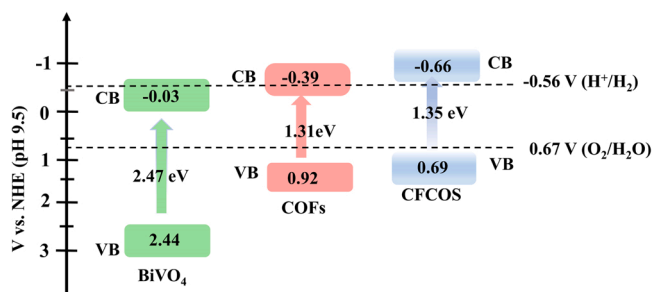 V vs. NHE (pH 9.5)
-1
0
1
2
3
CB
-0.03
2.47 eV
VB
2.44
BiVO₄
CB
-0.39
1.31eV
VB
0.92
COFs
-0.66
CB
1.35 eV
0.69
VB
CFCOS
-0.56 V (H⁺/H₂)
0.67 V (O₂/H₂O)